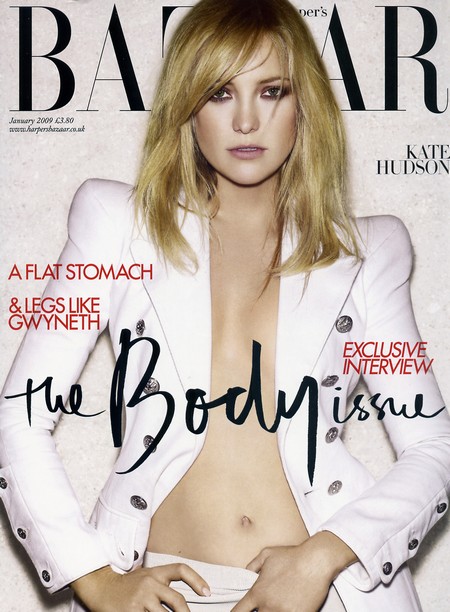 BAZAAR
per's
January 2009 £3.80
www.harpersbazaar.co.uk
KATE
HUDSON
A FLAT STOMACH
& LEGS LIKE
GWYNETH
EXCLUSIVE
INTERVIEW
the Body issue